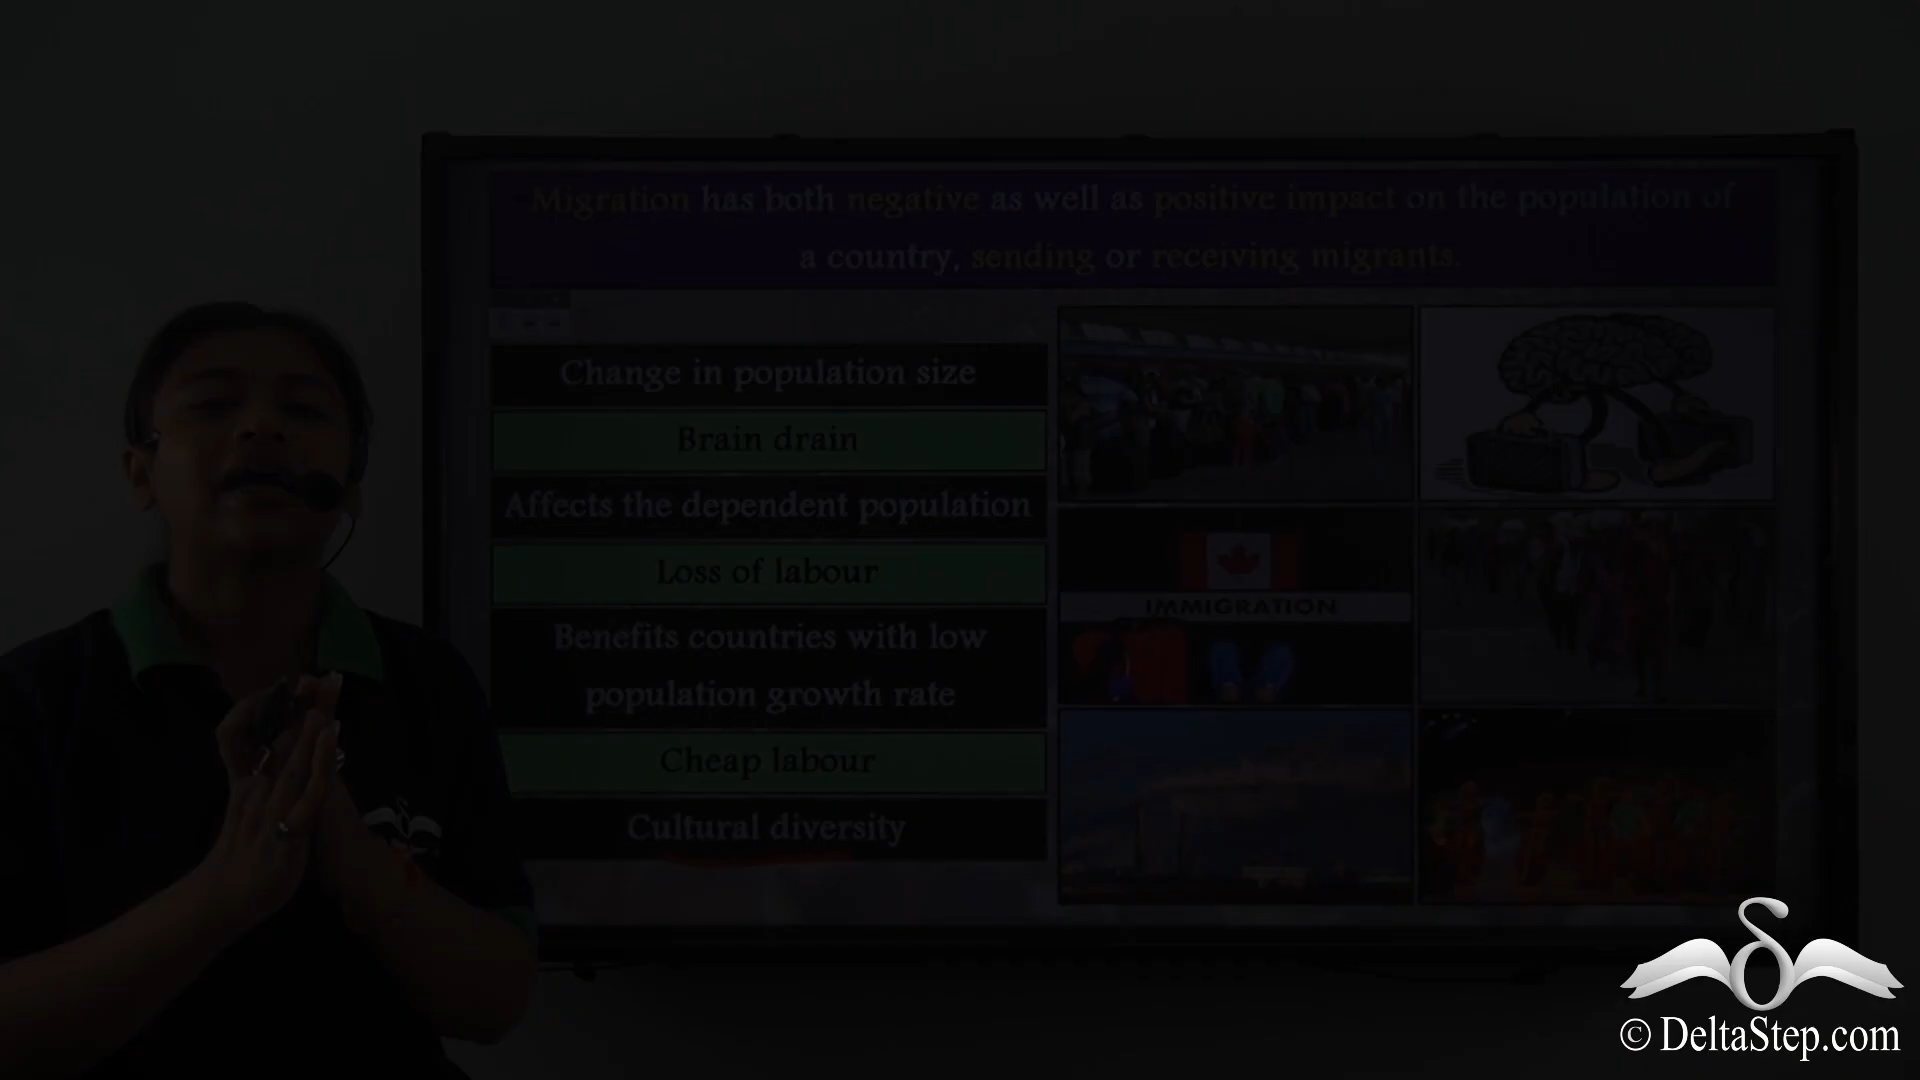 Migration has both negative as well as positive impact on the population of
a country, sending or receiving migrants.
Change in population size
Brain drain
Affects the dependent population
Loss of labour
Benefits countries with low
population growth rate
Cheap labour
Cultural diversity
IMMIGRATION
© DeltaStep.com